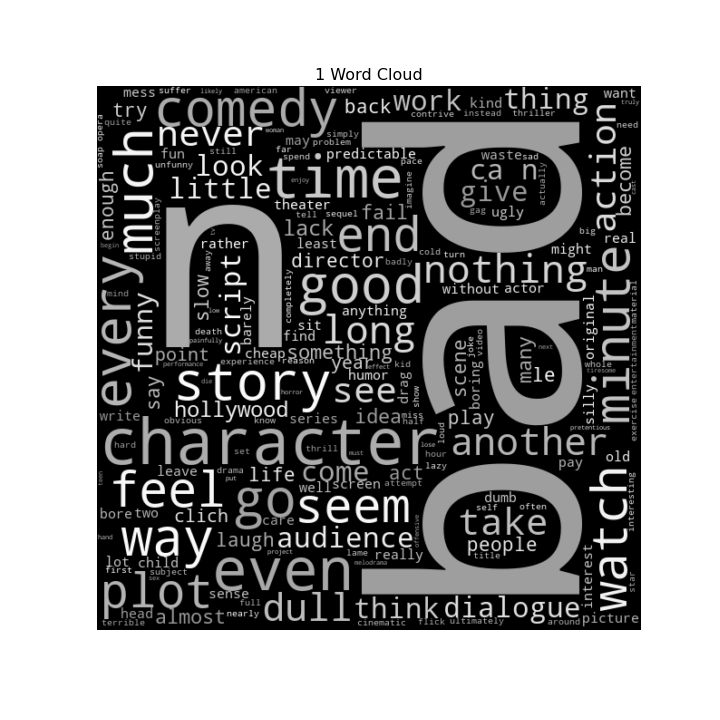 1 Word Cloud
mess suffer likely american viewer
try comedy back work kind thing want
quite contrive instead thriller truly
soap opera never woman may simply problem need
much fun still far spend predictable pace
unfunny look time waste sad action become
enough little theater imagine can give actually
screenplay tell sequel fail gag ugly
n rather lack end bad big real
begin stupid least cold turn might man
every slow away director badly nothing
mind script completely good without actor minute
low barely anything original material
funny death sit long scene joke video many next
painfully find entertainment
point cheap something boring le whole
performance experience reason year effect kid silly tiresome
say die story humor see drag show exercise
horror
write hollywood series idea miss half play pretentious
obvious know loud
character another
hard set thrill must lose hour lazy pay old
teen leave drama life come act
feel put well screen attempt dumb watch interesting
go seem self often
bore two clich care offensive take
hand way laugh audience people
project lame really title
lot child even melodrama interest star
first subject
plot sex sense dull think dialogue
head full picture
terrible almost nearly cinematic flick ultimately around
cast